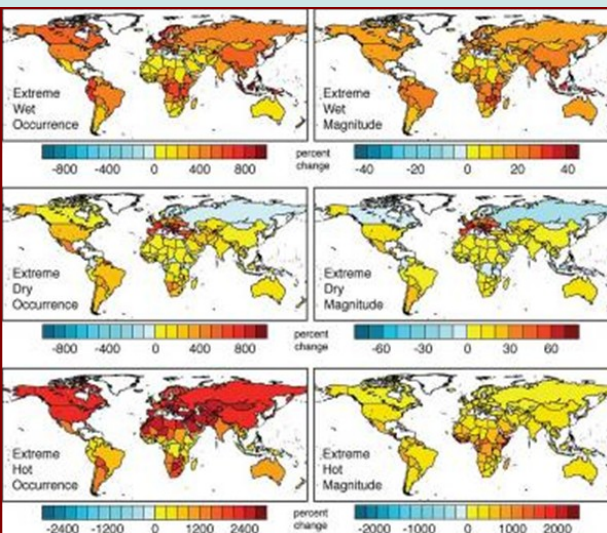 Extreme
Wet
Occurrence
Extreme
Wet
Magnitude
-800 -400 0 400 800
percent
change
-40 -20 0 20 40
Extreme
Dry
Occurrence
Extreme
Dry
Magnitude
-800 -400 0 400 800
percent
change
-60 -30 0 30 60
Extreme
Hot
Occurrence
Extreme
Hot
Magnitude
-2400 -1200 0 1200 2400
percent
change
-2000 -1000 0 1000 2000